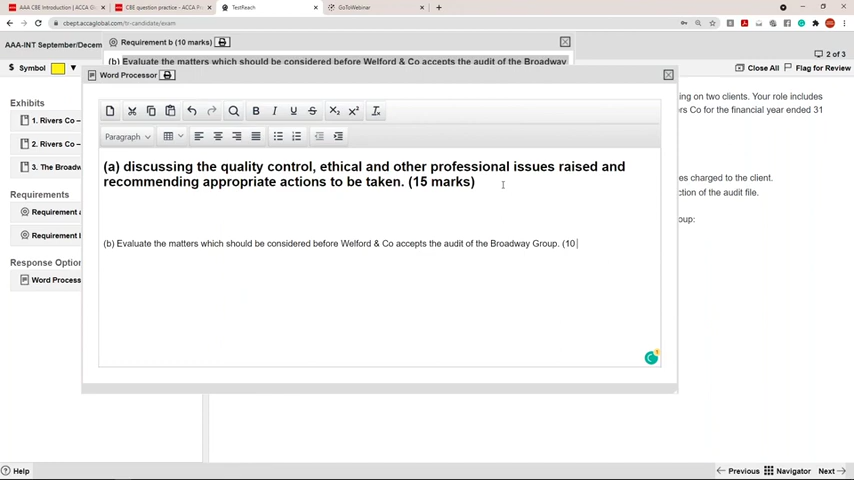 AAA CBE Introduction | ACCA G
CBE question practice - ACCA P
TestReach
GoToWebinar
cbept.accaglobal.com/tr-candidate/exam
AAA-INT September/Decem
Requirement b (10 marks)
2 of 3
(b) Evaluate the matters which should be considered before Welford & Co accepts the audit of the Broadway
$ Symbol
Word Processor
Close All
Flag for Review
Exhibits
1. Rivers Co –
2. Rivers Co –
3. The Broadw
Requirements
Requirement a
Requirement b
Response Option
Word Process
Paragraph
(a) discussing the quality control, ethical and other professional issues raised and
recommending appropriate actions to be taken. (15 marks)
(b) Evaluate the matters which should be considered before Welford & Co accepts the audit of the Broadway Group. (10
ng on two clients. Your role includes
rs Co for the financial year ended 31
es charged to the client.
ction of the audit file.
oup:
Help
Previous
Navigator
Next